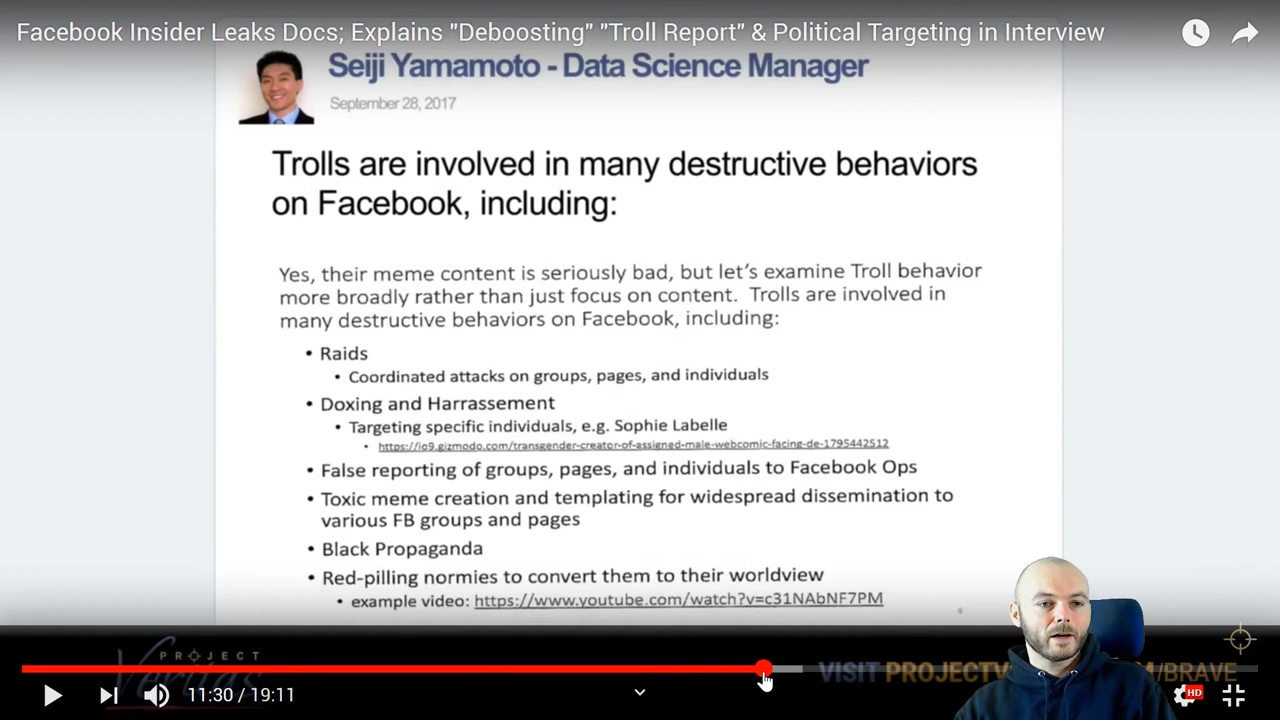 Facebook Insider Leaks Docs; Explains "Deboosting" "Troll Report" & Political Targeting in Interview
Seiji Yamamoto - Data Science Manager
September 28, 2017
Trolls are involved in many destructive behaviors
on Facebook, including:
Yes, their meme content is seriously bad, but let's examine Troll behavior
more broadly rather than just focus on content. Trolls are involved in
many destructive behaviors on Facebook, including:
• Raids
• Coordinated attacks on groups, pages, and individuals
• Doxing and Harrassement
• Targeting specific individuals, e.g. Sophie Labelle
• https://io9.gizmodo.com/transgender-creator-of-assigned-male-webcomic-facing-de-1795442512
• False reporting of groups, pages, and individuals to Facebook Ops
• Toxic meme creation and templating for widespread dissemination to
various FB groups and pages
• Black Propaganda
• Red-pilling normies to convert them to their worldview
• example video: https://www.youtube.com/watch?v=c31NAbNF7PM
6
PROJECT
Veritas
VISIT PROJECTV M/BRAVE
11:30 / 19:11
HD